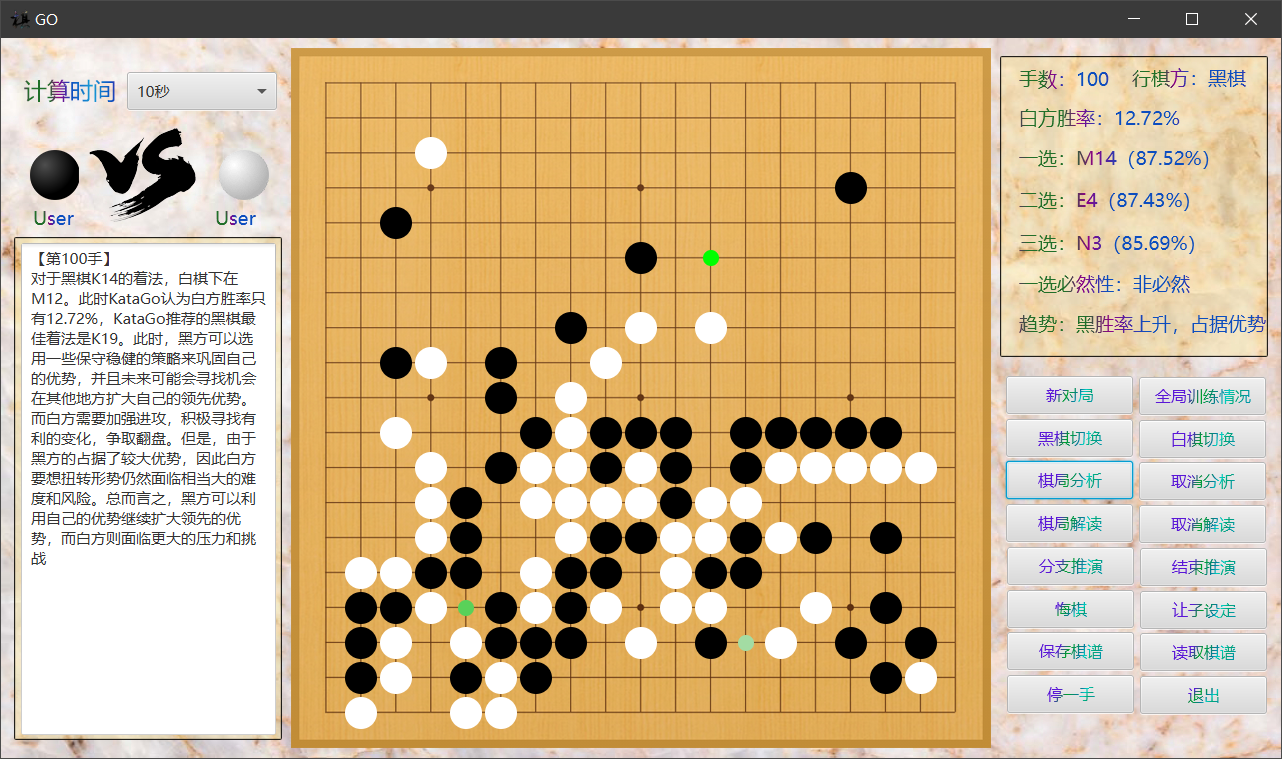 GO
计算时间 10秒
VS
User User
【第100手】
对于黑棋K14的着法，白棋下在
M12。此时KataGo认为白方胜率只
有12.72%，KataGo推荐的黑棋最
佳着法是K19。此时，黑方可以选
用一些保守稳健的策略来巩固自己
的优势，并且未来可能会寻找机会
在其他地方扩大自己的领先优势。
而白方需要加强进攻，积极寻找有
利的变化，争取翻盘。但是，由于
黑方的占据了较大优势，因此白方
要想扭转形势仍然面临相当大的难
度和风险。总而言之，黑方可以利
用自己的优势继续扩大领先的优
势，而白方则面临更大的压力和挑
战
手数：100 行棋方：黑棋
白方胜率：12.72%
一选：M14（87.52%）
二选：E4（87.43%）
三选：N3（85.69%）
一选必然性：非必然
趋势：黑胜率上升，占据优势
新对局 全局训练情况
黑棋切换 白棋切换
棋局分析 取消分析
棋局解读 取消解读
分支推演 结束推演
悔棋 让子设定
保存棋谱 读取棋谱
停一手 退出